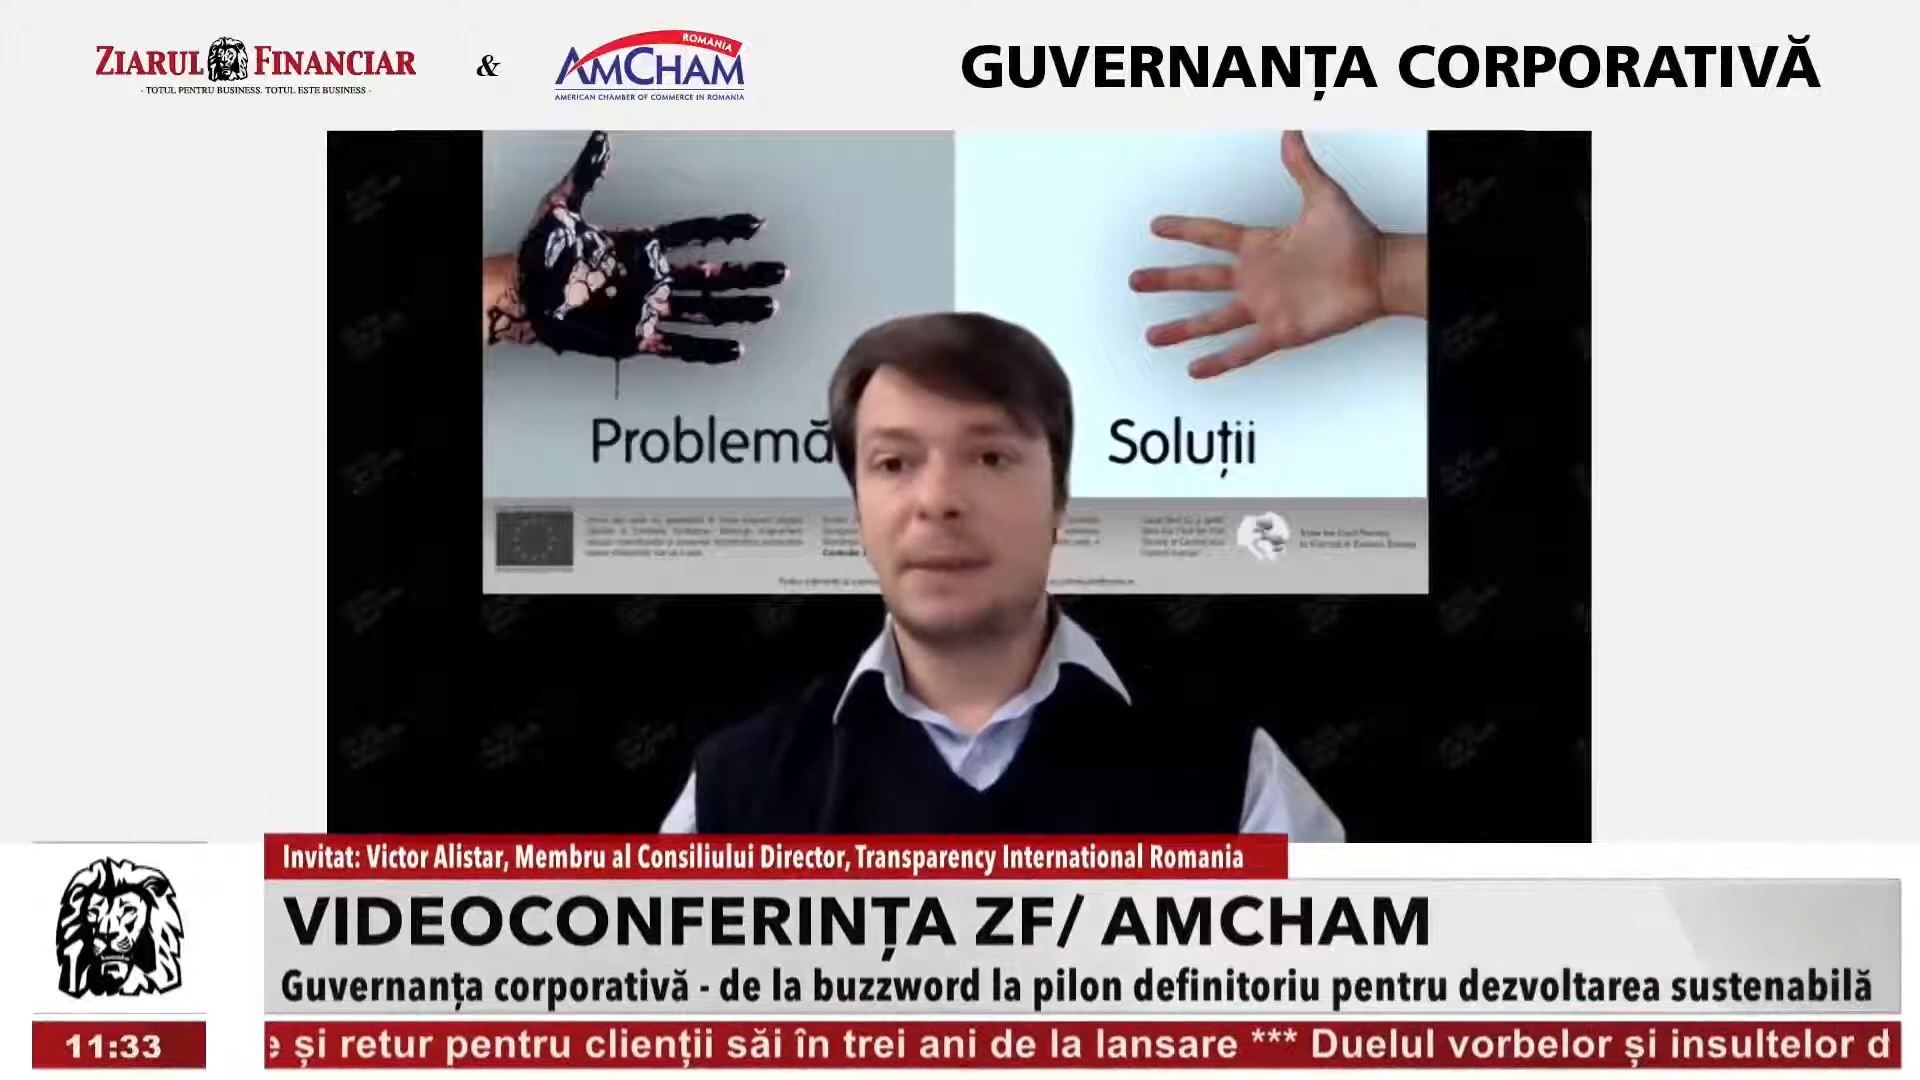 ZIARUL FINANCIAR
- TOTUL PENTRU BUSINESS. TOTUL ESTE BUSINESS -
&
ROMANIA
AMCHAM
AMERICAN CHAMBER OF COMMERCE IN ROMANIA
GUVERNANȚA CORPORATIVĂ
Problemă
Soluții
Invitat: Victor Alistar, Membru al Consiliului Director, Transparency International Romania
VIDEOCONFERINȚA ZF/ AMCHAM
Guvernanța corporativă - de la buzzword la pilon definitoriu pentru dezvoltarea sustenabilă
11:33
e și retur pentru clienții săi în trei ani de la lansare *** Duelul vorbelor și insultelor d